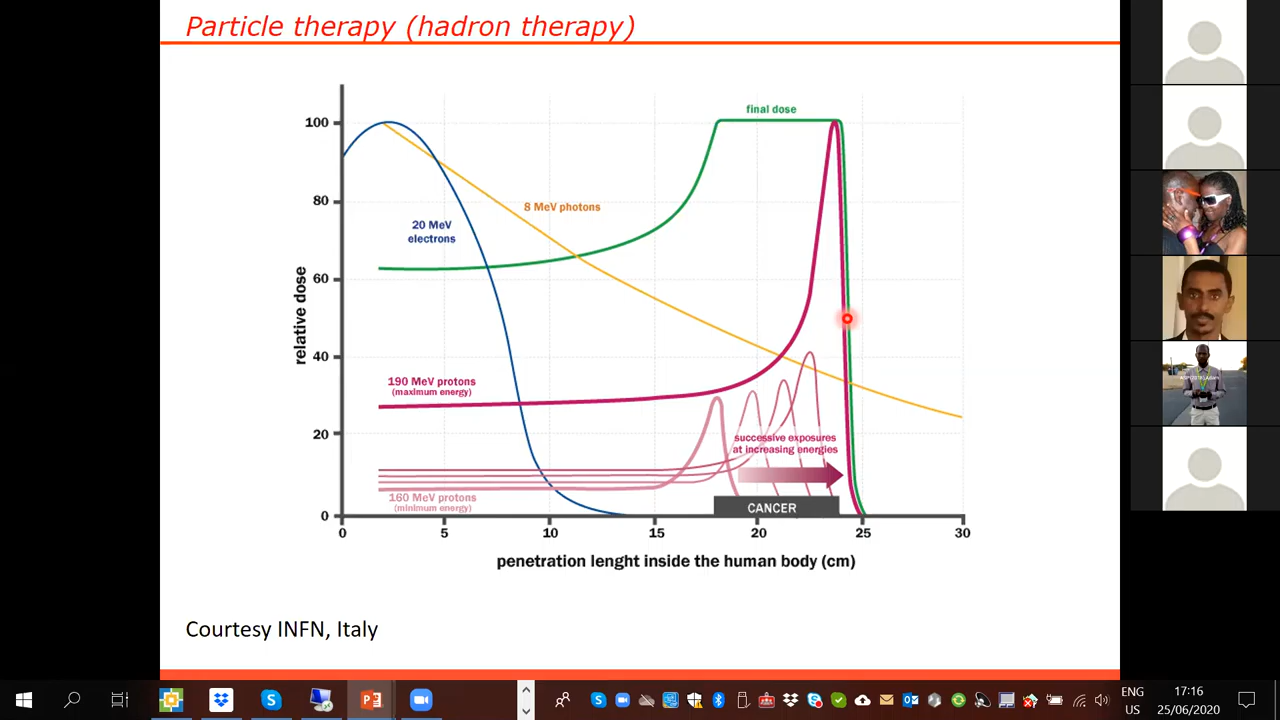 Particle therapy (hadron therapy)
final dose
100
80
60
40
20
0
relative dose
20 MeV
electrons
8 MeV photons
190 MeV protons
(maximum energy)
160 MeV protons
(minimum energy)
successive exposures
at increasing energies
CANCER
0
5
10
15
20
25
30
penetration lenght inside the human body (cm)
Courtesy INFN, Italy
ENG
US
17:16
25/06/2020